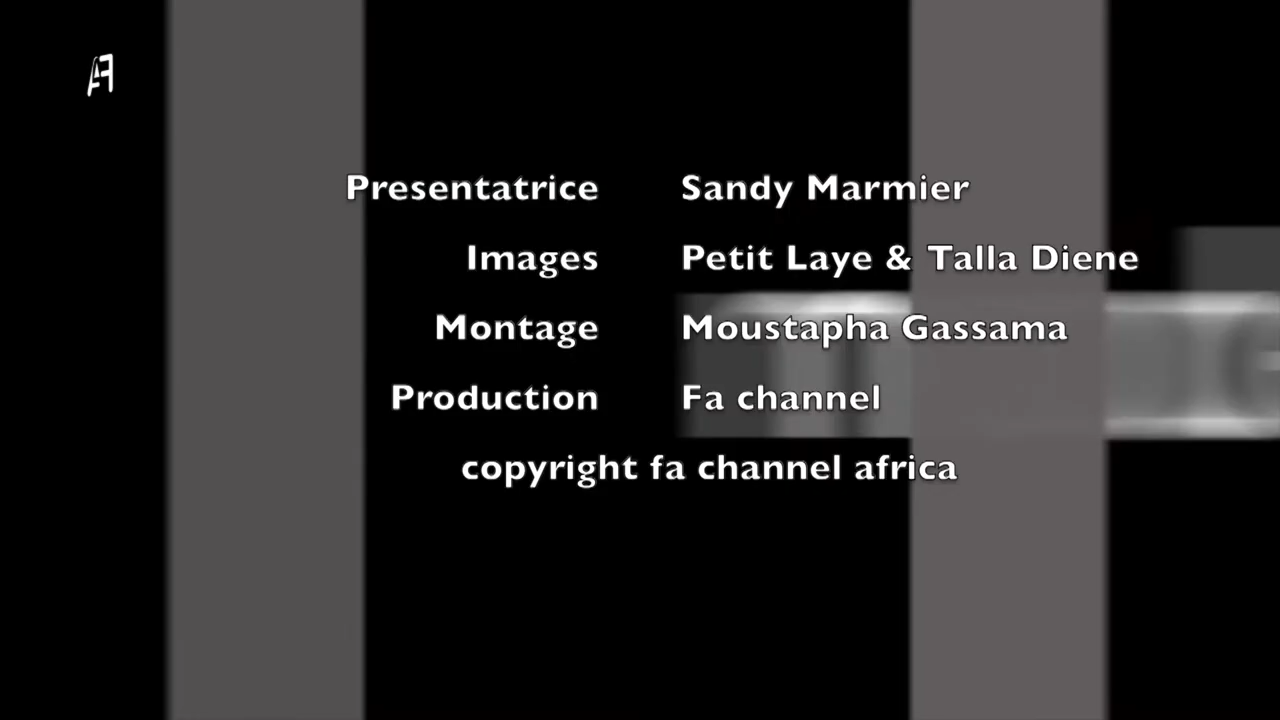 Presentatrice Sandy Marmier
Images Petit Laye & Talla Diene
Montage Moustapha Gassama
Production Fa channel
copyright fa channel africa